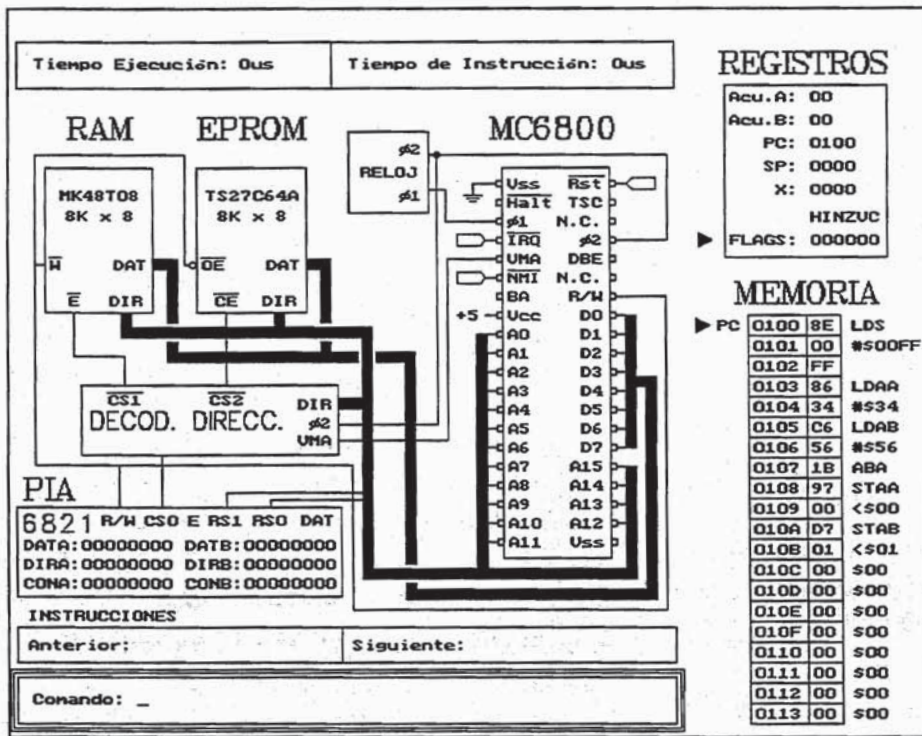 Tiempo Ejecución: 0us
Tiempo de Instrucción: 0us
RAM
EPROM
MC6800
MK48T08
8K x 8
W
DAT
E
DIR
TS27C64A
8K x 8
OE
DAT
CE
DIR
ø2
RELOJ
ø1
Vss Rst
Halt TSC
ø1 N.C.
IRQ ø2
VMA DBE
NMI N.C.
BA R/W
+5 Vcc D0
A0 D1
A1 D2
A2 D3
A3 D4
A4 D5
A5 D6
A6 D7
A7 A15
A8 A14
A9 A13
A10 A12
A11 Vss
CS1 CS2 DIR
DECOD. DIRECC. ø2
VMA
PIA
6821 R/W CS0 E RS1 RS0 DAT
DATA:00000000 DATB:00000000
DIRA:00000000 DIRB:00000000
CONA:00000000 CONB:00000000
INSTRUCCIONES
Anterior:
Siguiente:
Comando: _
REGISTROS
Acu.A: 00
Acu.B: 00
PC: 0100
SP: 0000
X: 0000
HINZVC
FLAGS: 000000
MEMORIA
PC 0100 8E LDS
0101 00 #$00FF
0102 FF
0103 86 LDAA
0104 34 #$34
0105 C6 LDAB
0106 56 #$56
0107 1B ABA
0108 97 STAA
0109 00 <$00
010A D7 STAB
010B 01 <$01
010C 00 $00
010D 00 $00
010E 00 $00
010F 00 $00
0110 00 $00
0111 00 $00
0112 00 $00
0113 00 $00